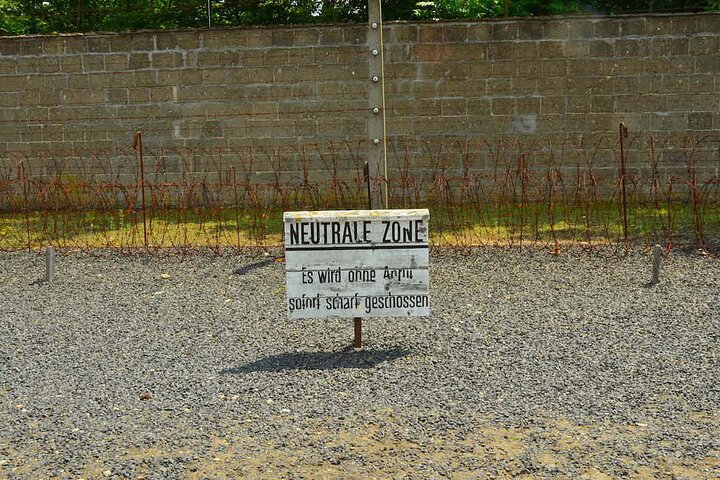 NEUTRALE ZONE
Es wird ohne Anruf
sofort scharf geschossen